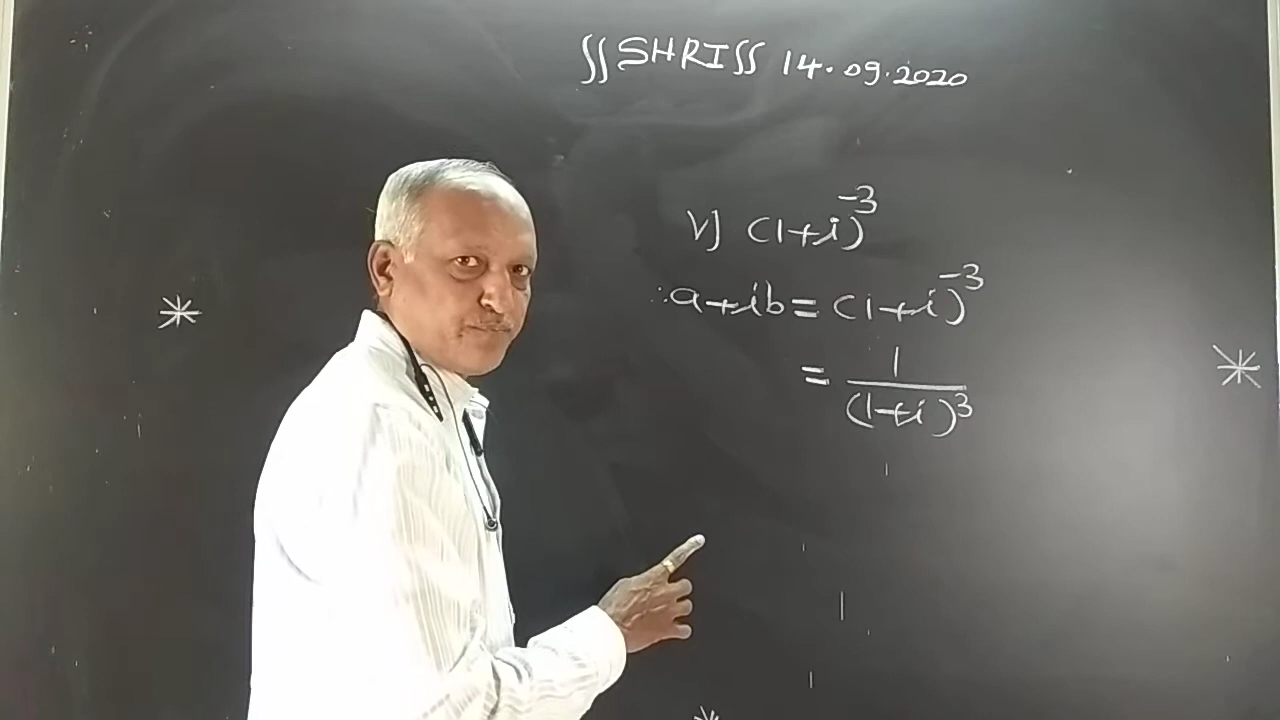 ∫∫ SHRI ∫∫ 14.09.2020
V) (1+i)⁻³
∴ a+ib = (1+i)⁻³
= 1/(1+i)³